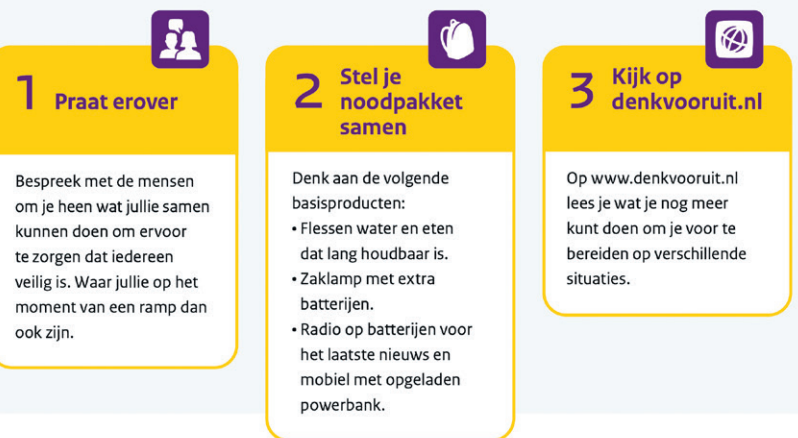 1 Praat erover
Bespreek met de mensen
om je heen wat jullie samen
kunnen doen om ervoor
te zorgen dat iedereen
veilig is. Waar jullie op het
moment van een ramp dan
ook zijn.
2 Stel je
noodpakket
samen
Denk aan de volgende
basisproducten:
• Flessen water en eten
dat lang houdbaar is.
• Zaklamp met extra
batterijen.
• Radio op batterijen voor
het laatste nieuws en
mobiel met opgeladen
powerbank.
3 Kijk op
denkvooruit.nl
Op www.denkvooruit.nl
lees je wat je nog meer
kunt doen om je voor te
bereiden op verschillende
situaties.